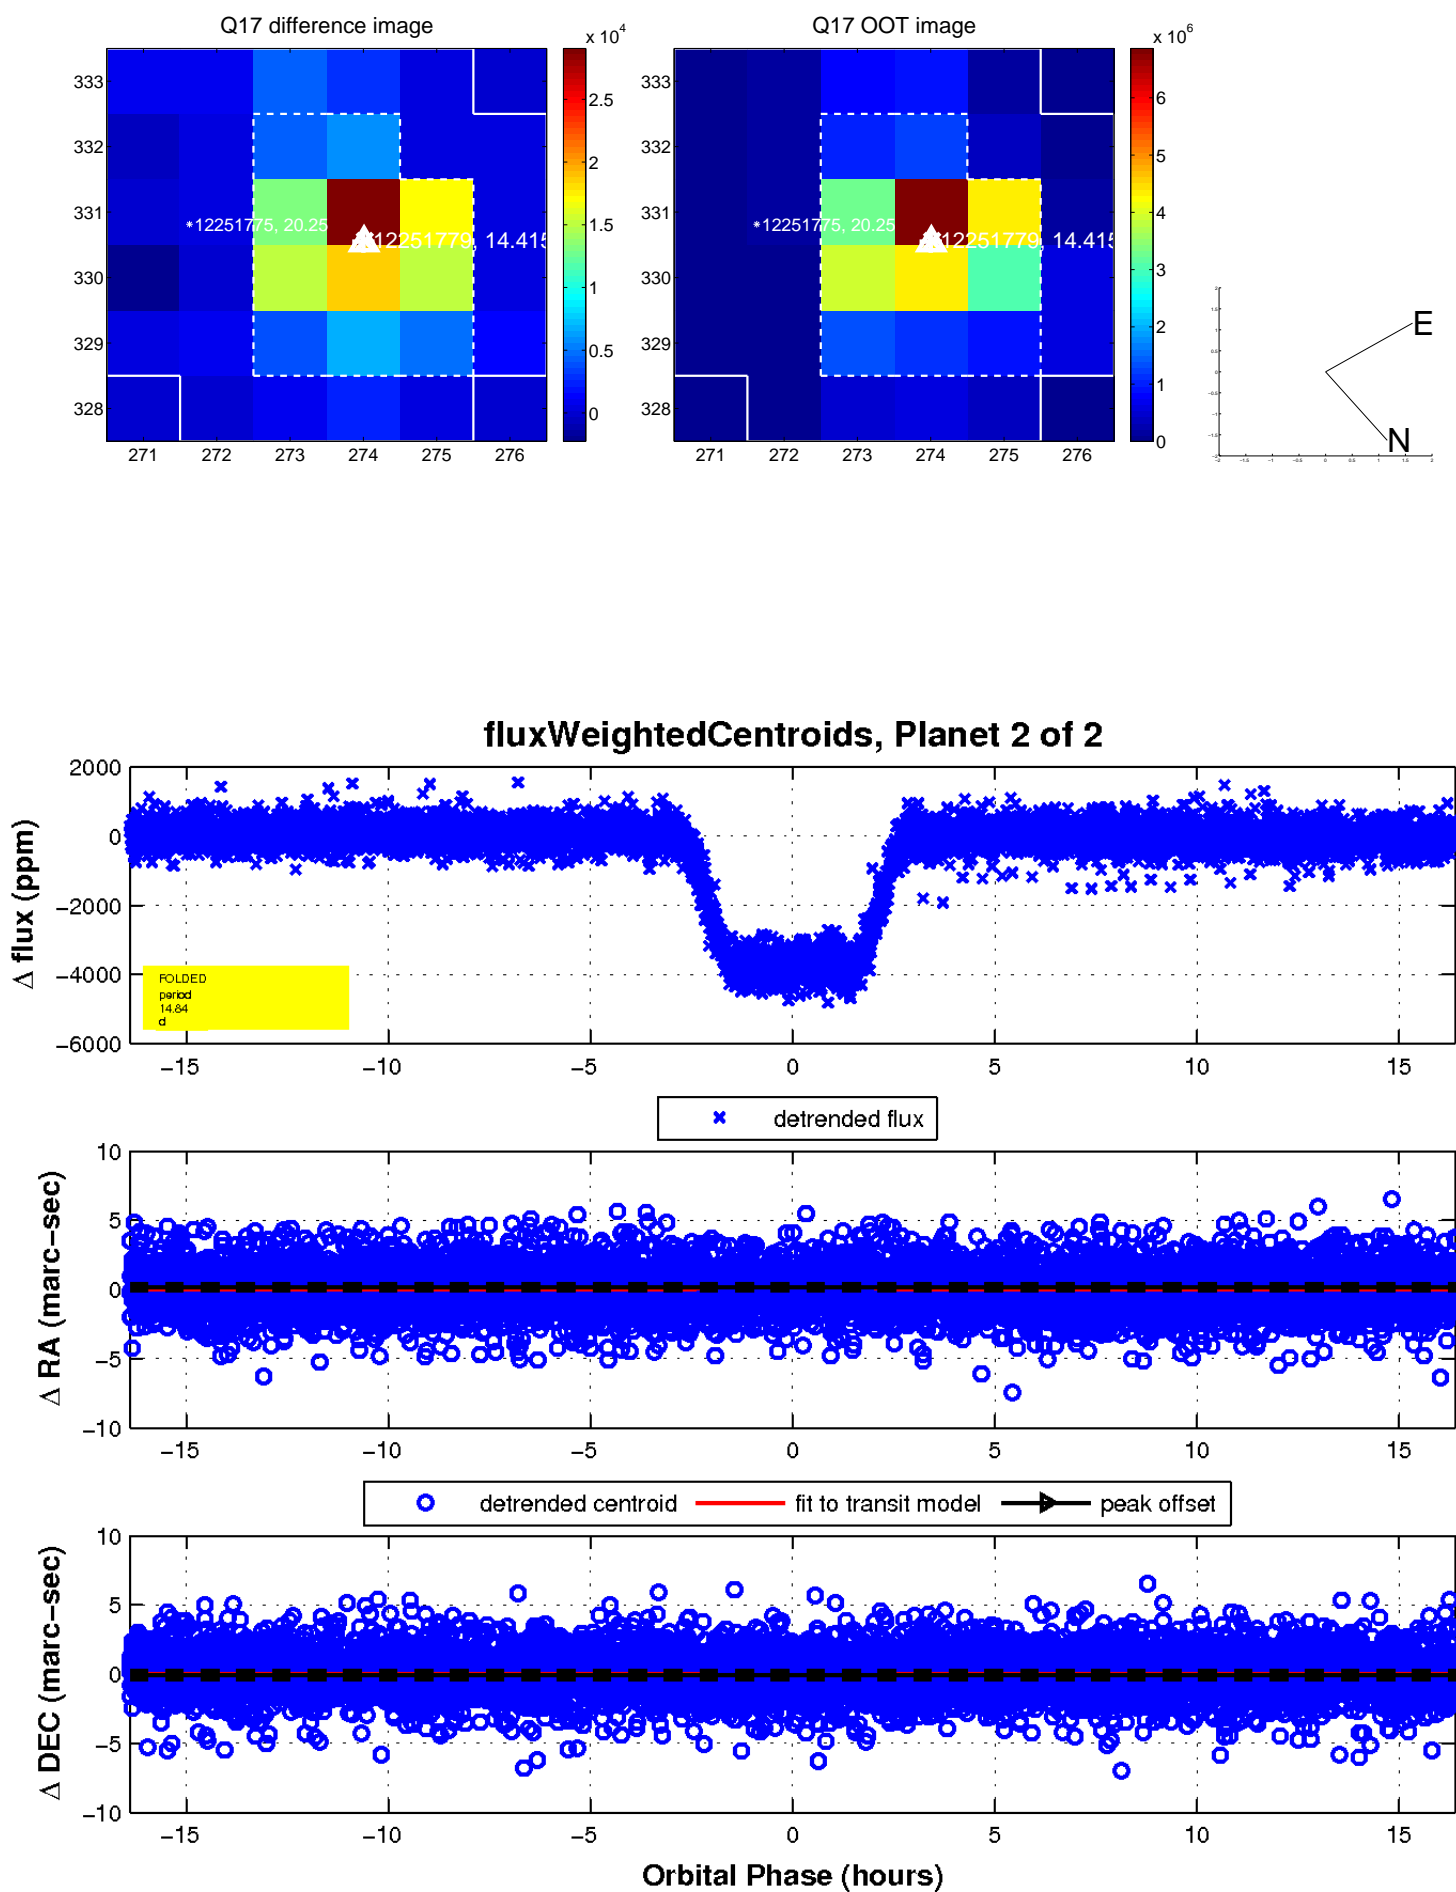 Q17 difference image
x 10^4
333
332
331
330
329
328
271 272 273 274 275 276
2.5
2
1.5
1
0.5
0
*12251775, 20.25
12251779, 14.415
Q17 OOT image
x 10^6
333
332
331
330
329
328
271 272 273 274 275 276
6
5
4
3
2
1
0
*12251775, 20.25
12251779, 14.415
E
N
fluxWeightedCentroids, Planet 2 of 2
Δ flux (ppm)
2000
0
−2000
−4000
−6000
FOLDED
period
14.84
d
−15 −10 −5 0 5 10 15
detrended flux
Δ RA (marc−sec)
10
5
0
−5
−10
−15 −10 −5 0 5 10 15
detrended centroid fit to transit model peak offset
Δ DEC (marc−sec)
10
5
0
−5
−10
−15 −10 −5 0 5 10 15
Orbital Phase (hours)